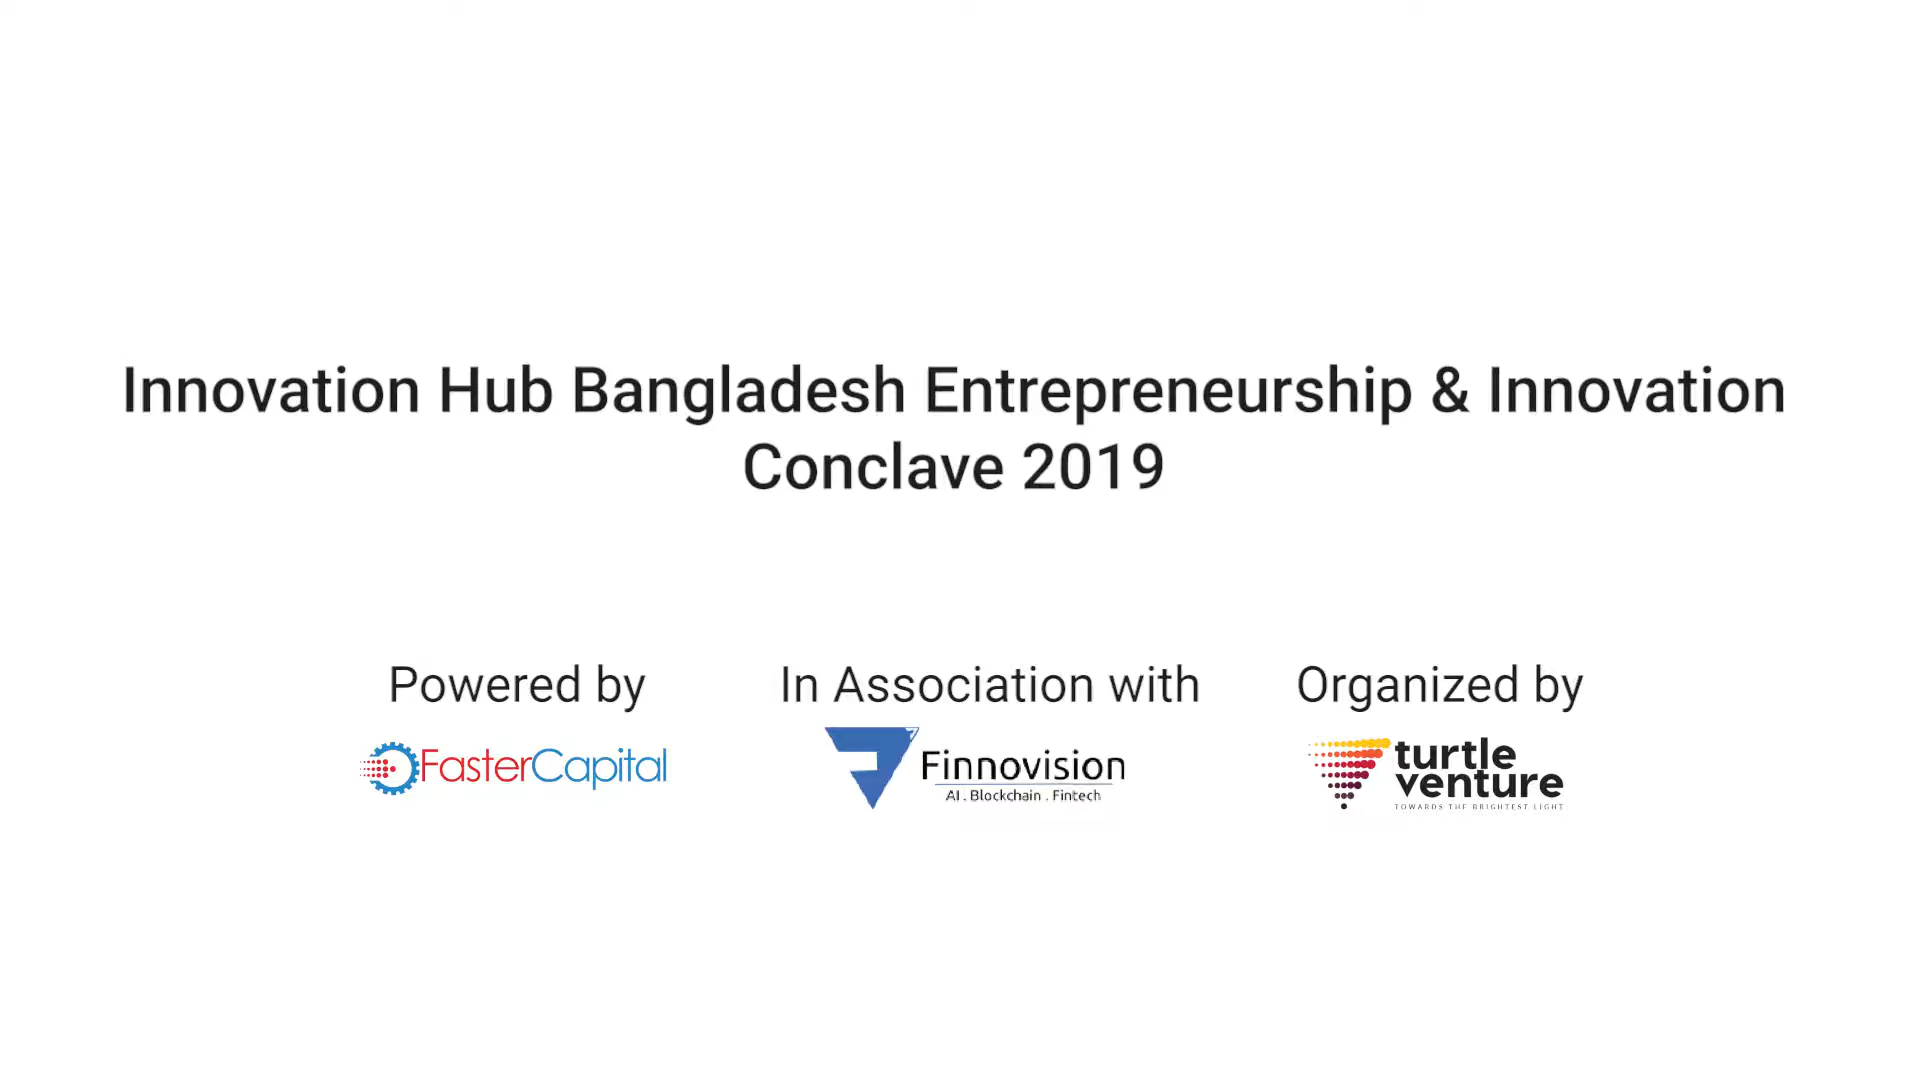 Innovation Hub Bangladesh Entrepreneurship & Innovation
Conclave 2019
Powered by
FasterCapital
In Association with
Finnovision
AI . Blockchain . Fintech
Organized by
turtle
venture
TOWARDS THE BRIGHTEST LIGHT